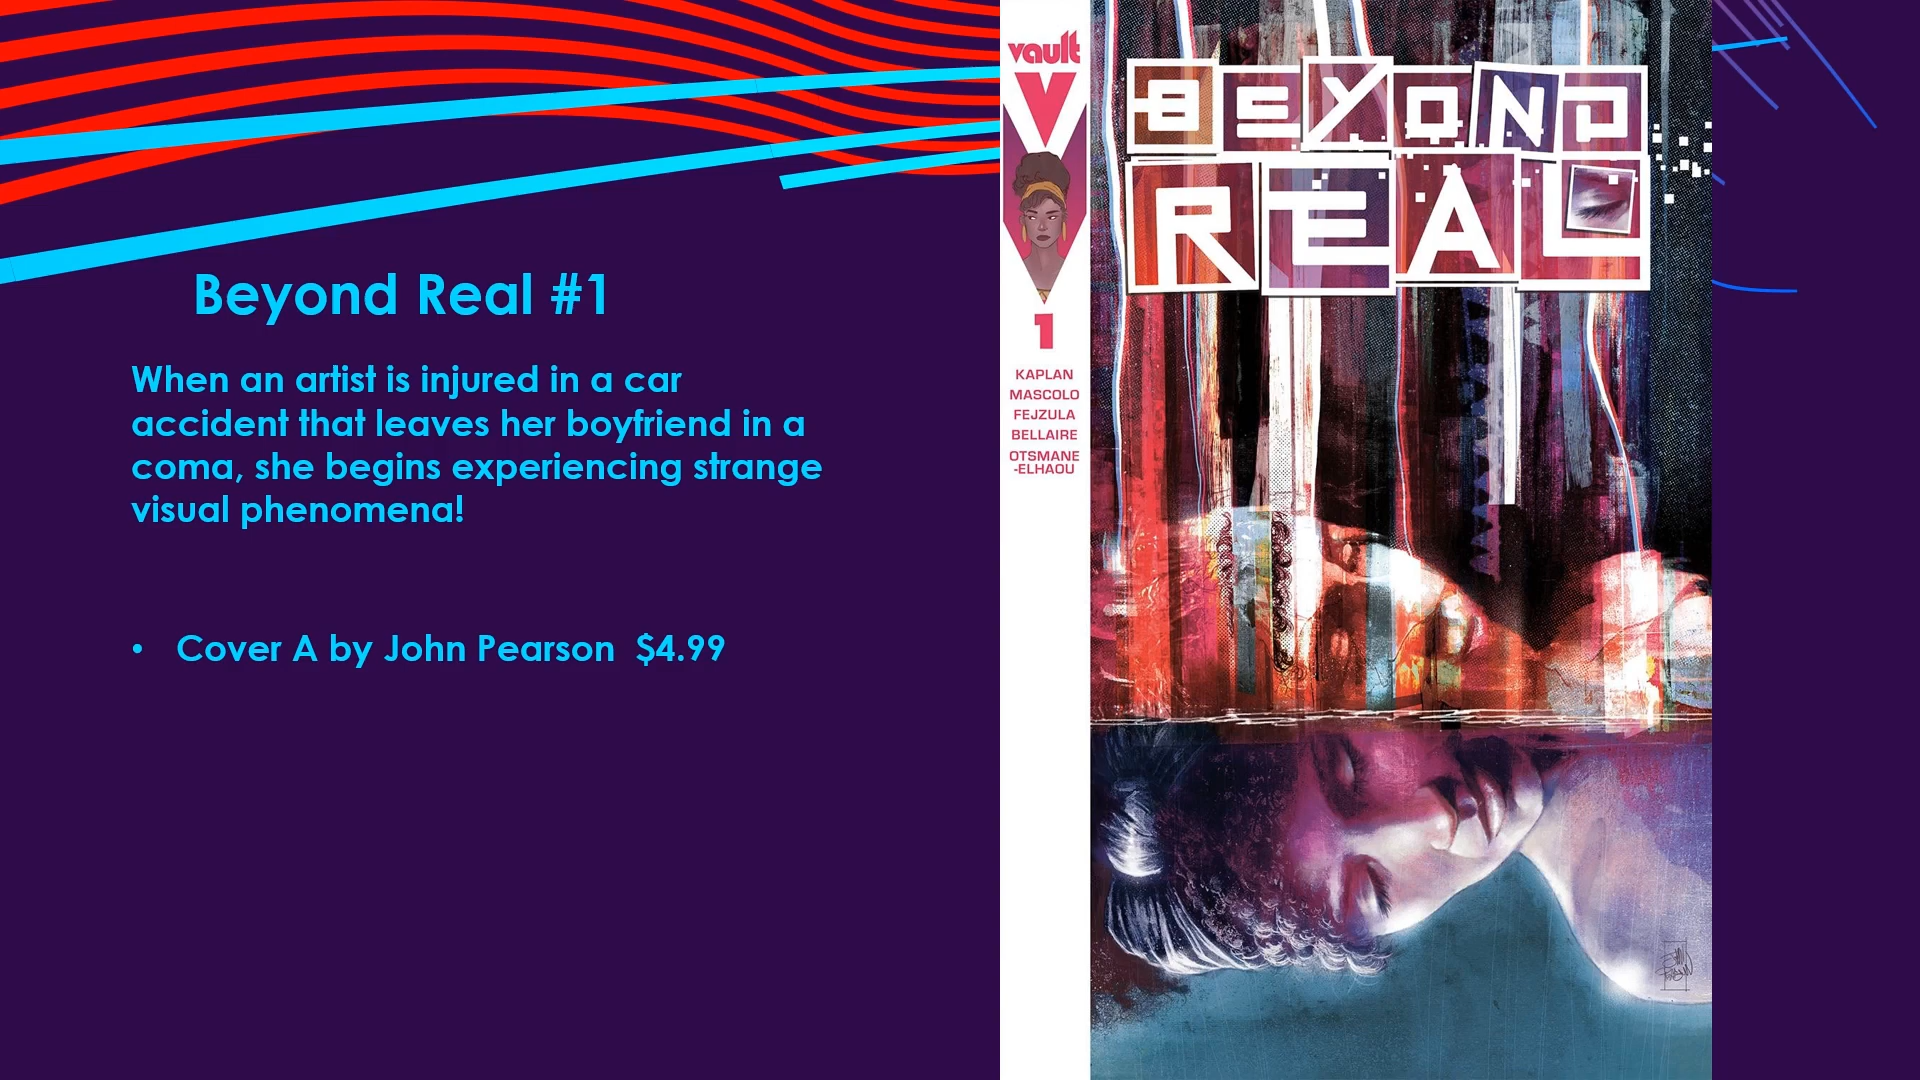 Beyond Real #1
When an artist is injured in a car
accident that leaves her boyfriend in a
coma, she begins experiencing strange
visual phenomena!
• Cover A by John Pearson  $4.99
vault
V
1
KAPLAN
MASCOLO
FEJZULA
BELLAIRE
OTSMANE
-ELHAOU
BEYOND
REAL